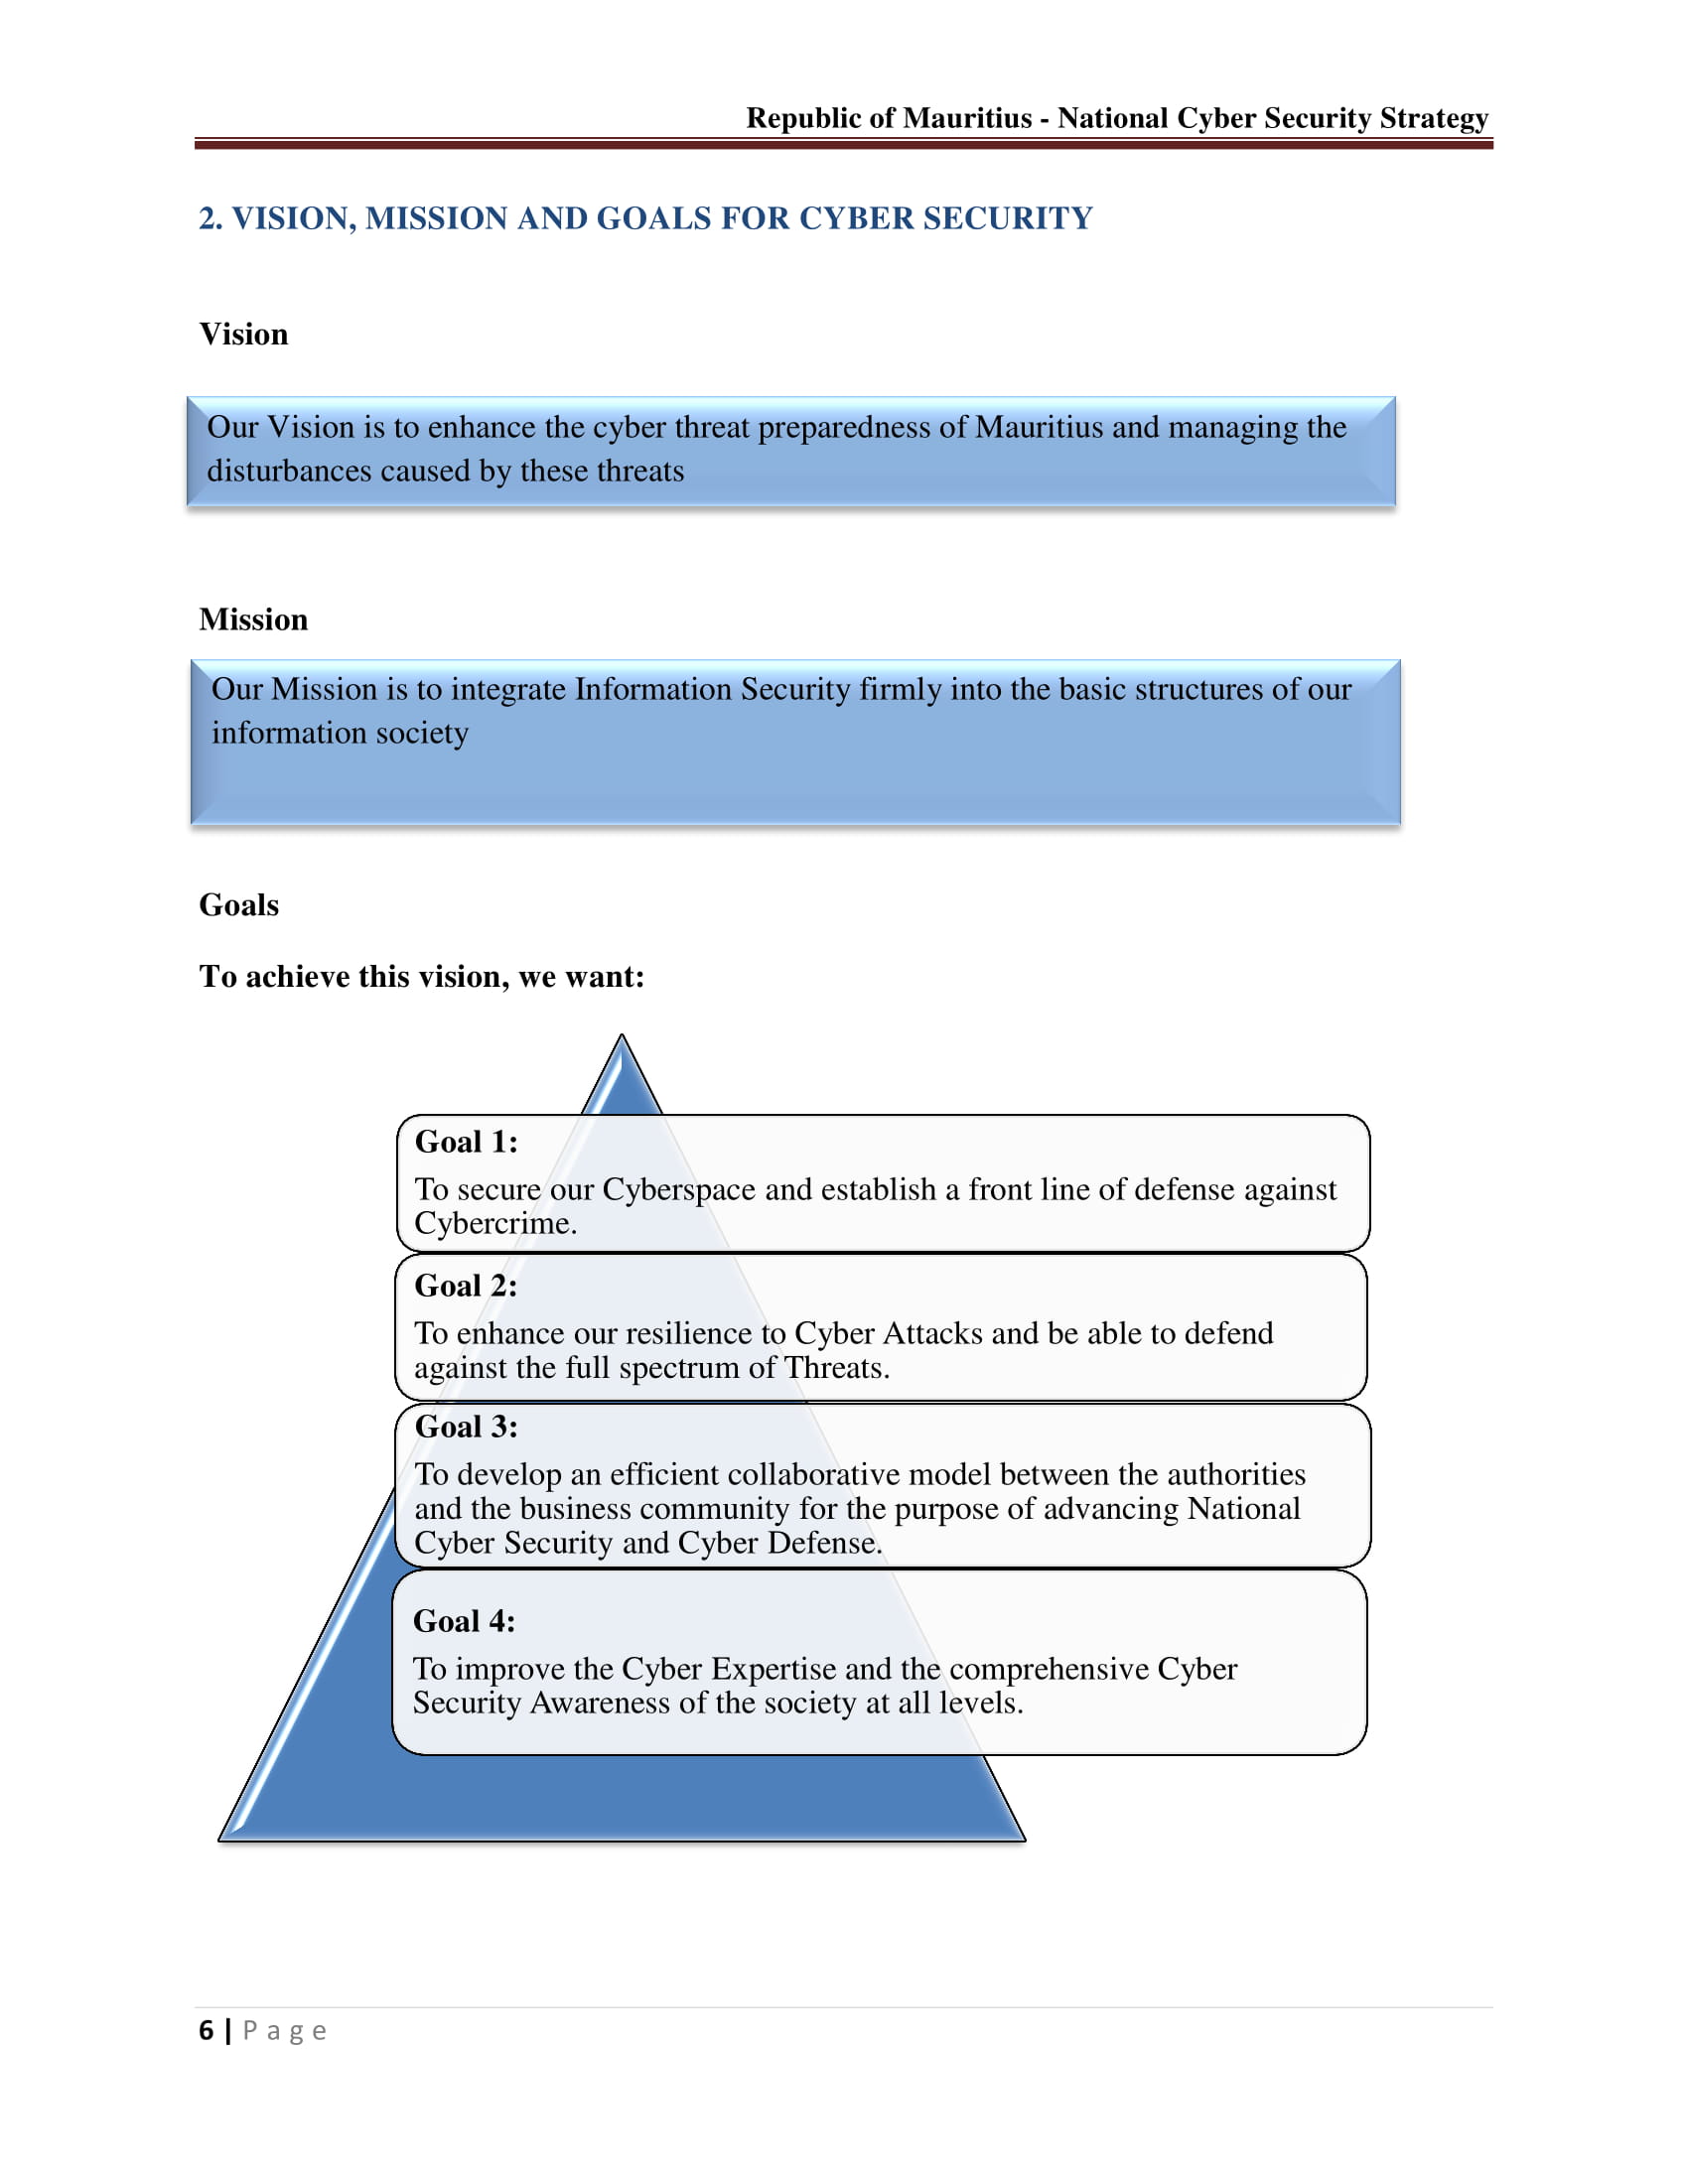 Republic of Mauritius - National Cyber Security Strategy
2. VISION, MISSION AND GOALS FOR CYBER SECURITY
Vision
Our Vision is to enhance the cyber threat preparedness of Mauritius and managing the
disturbances caused by these threats
Mission
Our Mission is to integrate Information Security firmly into the basic structures of our
information society
Goals
To achieve this vision, we want:
Goal 1:
To secure our Cyberspace and establish a front line of defense against
Cybercrime.
Goal 2:
To enhance our resilience to Cyber Attacks and be able to defend
against the full spectrum of Threats.
Goal 3:
To develop an efficient collaborative model between the authorities
and the business community for the purpose of advancing National
Cyber Security and Cyber Defense.
Goal 4:
To improve the Cyber Expertise and the comprehensive Cyber
Security Awareness of the society at all levels.
6 | Page